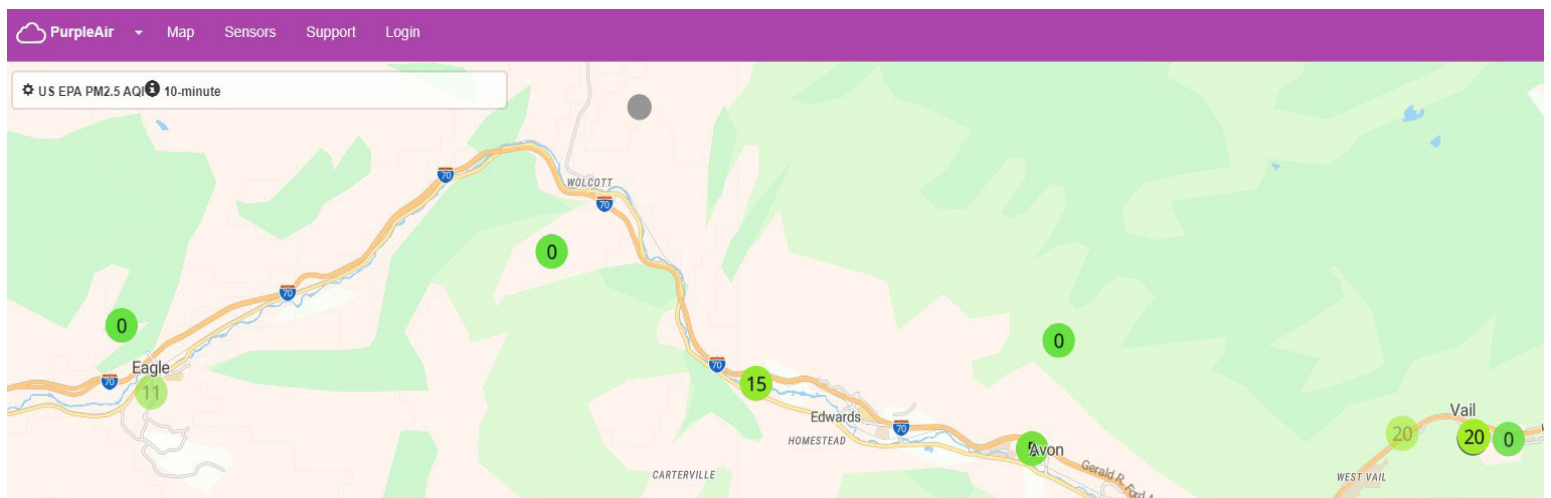 PurpleAir Map Sensors Support Login
US EPA PM2.5 AQI 10-minute
70
WOLCOTT
70
0
70
0
0
Eagle
70
70
11
15
Edwards
70
HOMESTEAD
Avon
Gerald R. Ford
CARTERVILLE
Vail
20
20
0
WEST VAIL